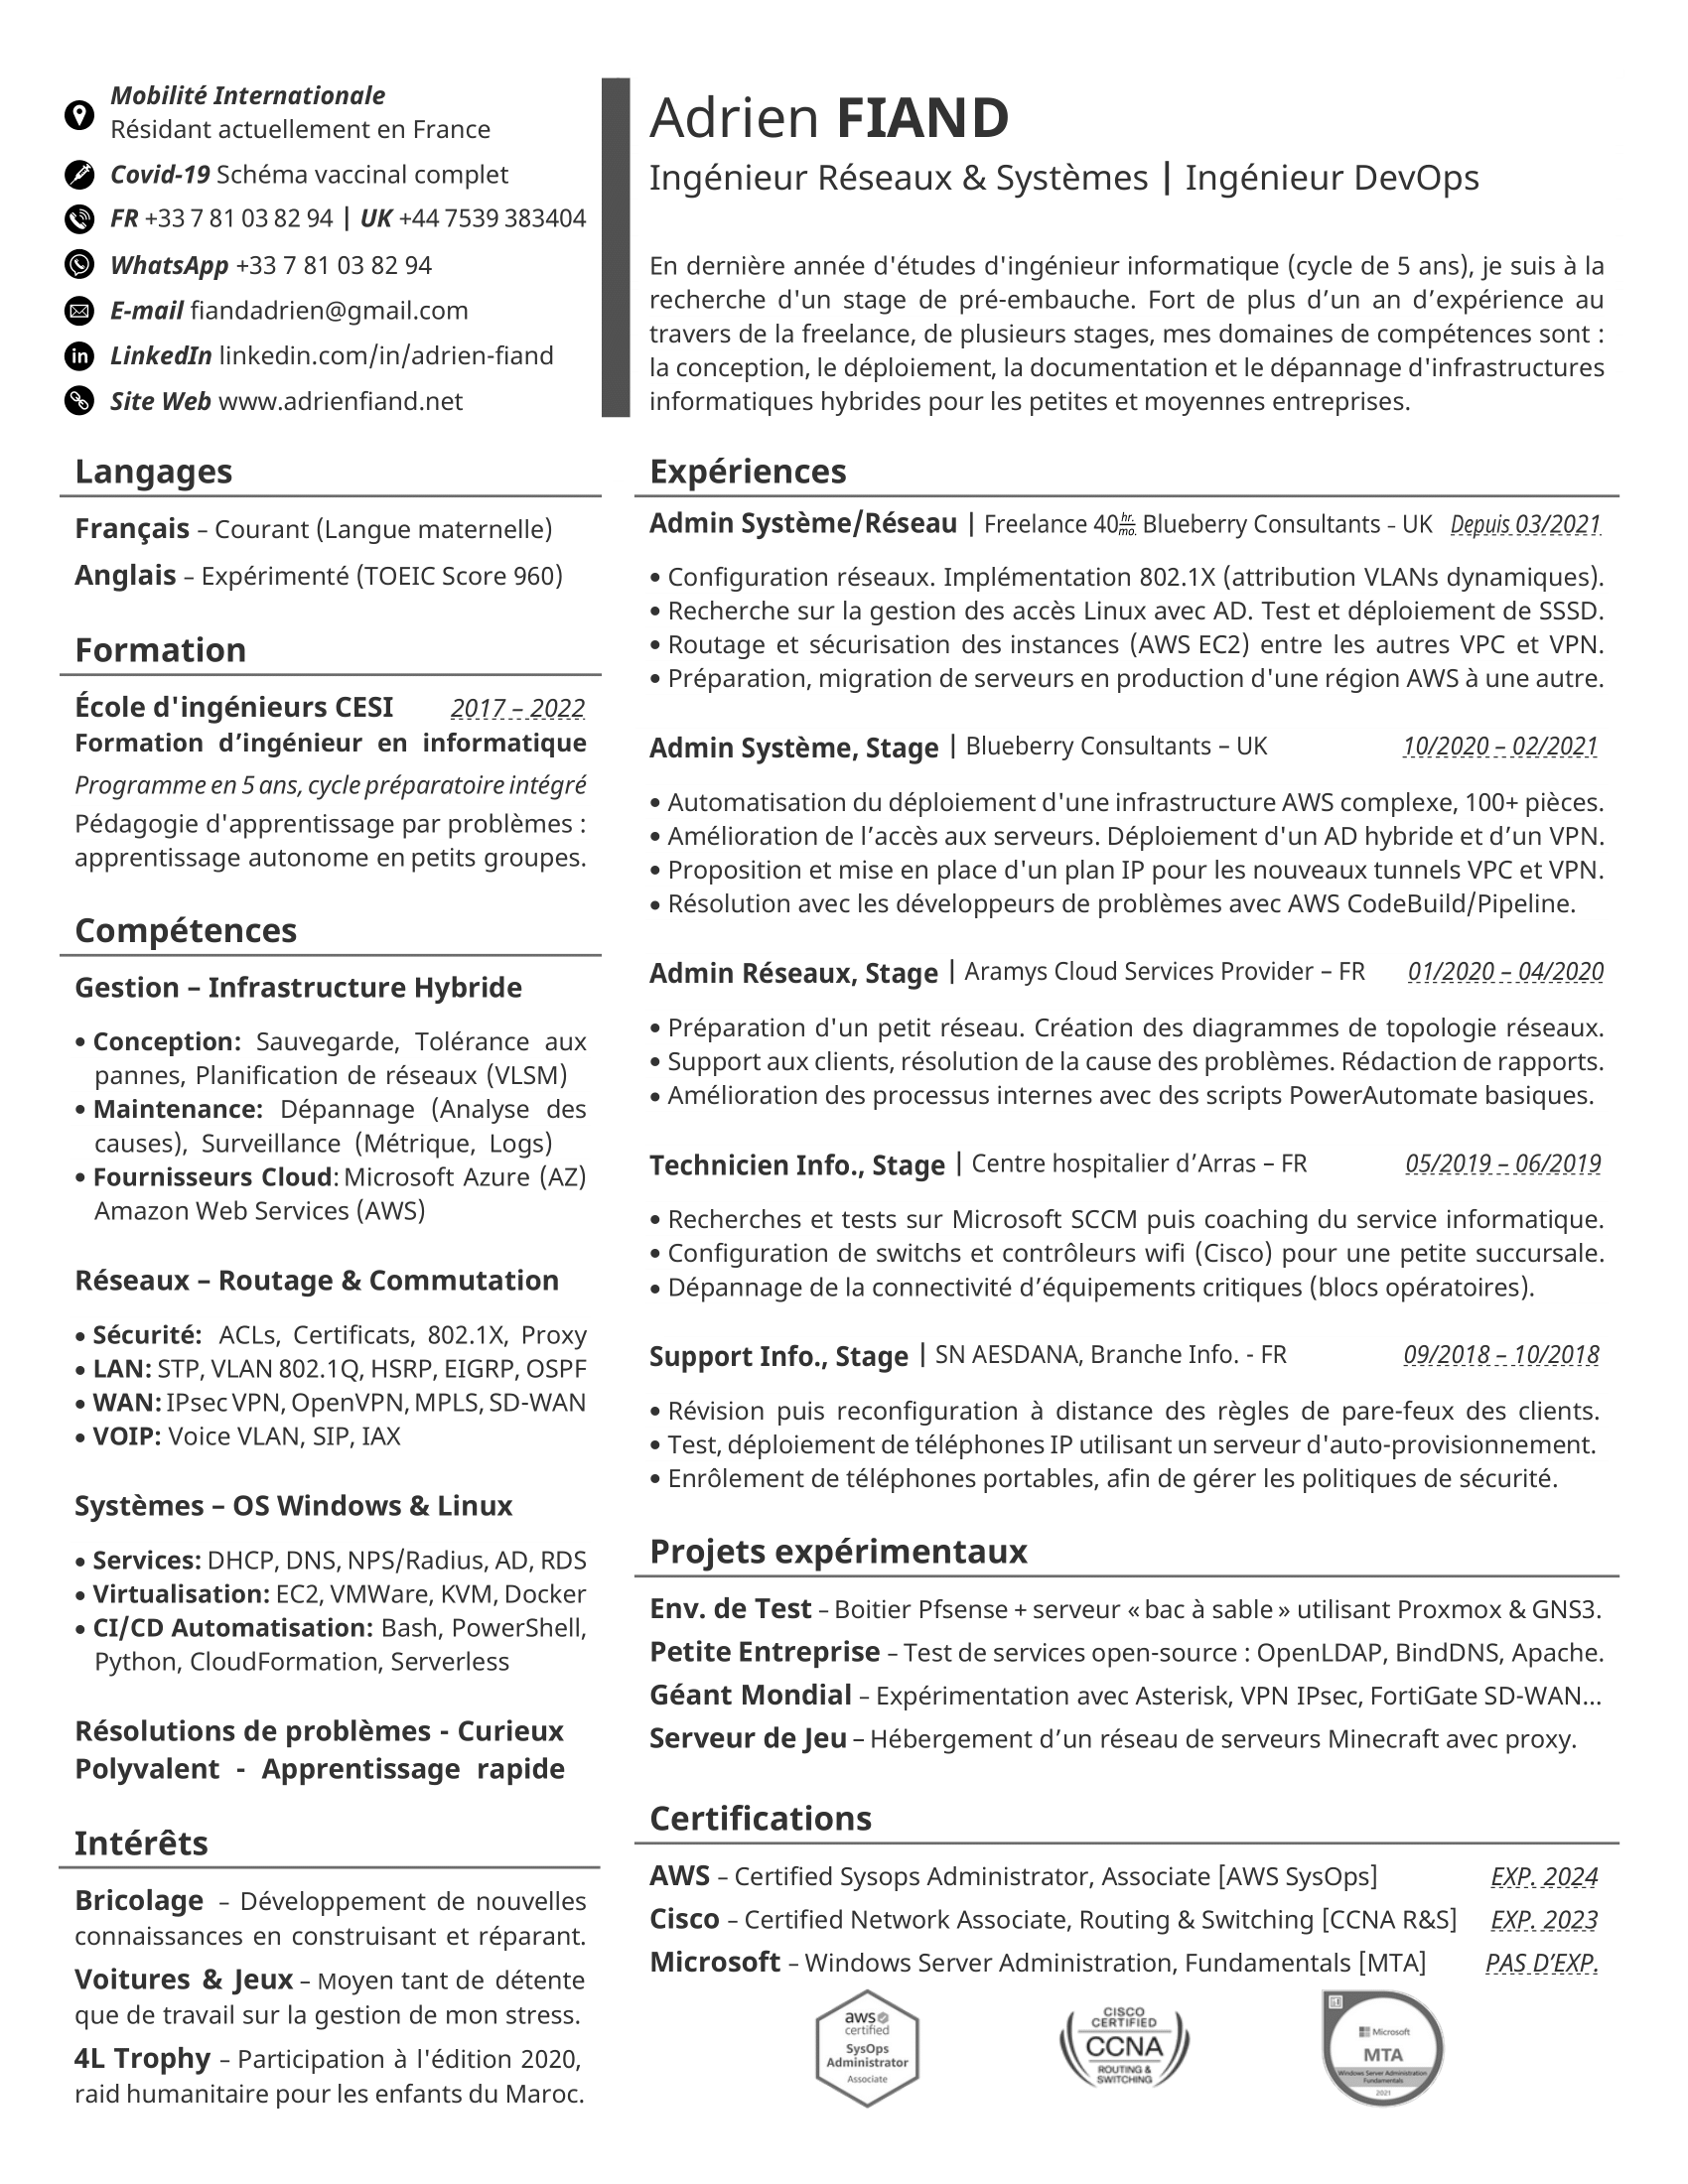 Mobilité Internationale
Résidant actuellement en France
Covid-19 Schéma vaccinal complet
FR +33 7 81 03 82 94 | UK +44 7539 383404
WhatsApp +33 7 81 03 82 94
E-mail fiandadrien@gmail.com
LinkedIn linkedin.com/in/adrien-fiand
Site Web www.adrienfiand.net
Adrien FIAND
Ingénieur Réseaux & Systèmes | Ingénieur DevOps
En dernière année d'études d'ingénieur informatique (cycle de 5 ans), je suis à la
recherche d'un stage de pré-embauche. Fort de plus d’un an d’expérience au
travers de la freelance, de plusieurs stages, mes domaines de compétences sont :
la conception, le déploiement, la documentation et le dépannage d'infrastructures
informatiques hybrides pour les petites et moyennes entreprises.
Langages
Français – Courant (Langue maternelle)
Anglais – Expérimenté (TOEIC Score 960)
Formation
École d'ingénieurs CESI 2017 – 2022
Formation d’ingénieur en informatique
Programme en 5 ans, cycle préparatoire intégré
Pédagogie d'apprentissage par problèmes :
apprentissage autonome en petits groupes.
Compétences
Gestion – Infrastructure Hybride
• Conception: Sauvegarde, Tolérance aux
pannes, Planification de réseaux (VLSM)
• Maintenance: Dépannage (Analyse des
causes), Surveillance (Métrique, Logs)
• Fournisseurs Cloud: Microsoft Azure (AZ)
Amazon Web Services (AWS)
Réseaux – Routage & Commutation
• Sécurité: ACLs, Certificats, 802.1X, Proxy
• LAN: STP, VLAN 802.1Q, HSRP, EIGRP, OSPF
• WAN: IPsec VPN, OpenVPN, MPLS, SD-WAN
• VOIP: Voice VLAN, SIP, IAX
Systèmes – OS Windows & Linux
• Services: DHCP, DNS, NPS/Radius, AD, RDS
• Virtualisation: EC2, VMWare, KVM, Docker
• CI/CD Automatisation: Bash, PowerShell,
Python, CloudFormation, Serverless
Résolutions de problèmes - Curieux
Polyvalent - Apprentissage rapide
Intérêts
Bricolage – Développement de nouvelles
connaissances en construisant et réparant.
Voitures & Jeux – Moyen tant de détente
que de travail sur la gestion de mon stress.
4L Trophy – Participation à l'édition 2020,
raid humanitaire pour les enfants du Maroc.
Expériences
Admin Système/Réseau | Freelance 40 hr./mo. Blueberry Consultants – UK Depuis 03/2021
• Configuration réseaux. Implémentation 802.1X (attribution VLANs dynamiques).
• Recherche sur la gestion des accès Linux avec AD. Test et déploiement de SSSD.
• Routage et sécurisation des instances (AWS EC2) entre les autres VPC et VPN.
• Préparation, migration de serveurs en production d'une région AWS à une autre.
Admin Système, Stage | Blueberry Consultants – UK 10/2020 – 02/2021
• Automatisation du déploiement d'une infrastructure AWS complexe, 100+ pièces.
• Amélioration de l’accès aux serveurs. Déploiement d'un AD hybride et d’un VPN.
• Proposition et mise en place d'un plan IP pour les nouveaux tunnels VPC et VPN.
• Résolution avec les développeurs de problèmes avec AWS CodeBuild/Pipeline.
Admin Réseaux, Stage | Aramys Cloud Services Provider – FR 01/2020 – 04/2020
• Préparation d'un petit réseau. Création des diagrammes de topologie réseaux.
• Support aux clients, résolution de la cause des problèmes. Rédaction de rapports.
• Amélioration des processus internes avec des scripts PowerAutomate basiques.
Technicien Info., Stage | Centre hospitalier d’Arras – FR 05/2019 – 06/2019
• Recherches et tests sur Microsoft SCCM puis coaching du service informatique.
• Configuration de switchs et contrôleurs wifi (Cisco) pour une petite succursale.
• Dépannage de la connectivité d’équipements critiques (blocs opératoires).
Support Info., Stage | SN AESDANA, Branche Info. - FR 09/2018 – 10/2018
• Révision puis reconfiguration à distance des règles de pare-feux des clients.
• Test, déploiement de téléphones IP utilisant un serveur d'auto-provisionnement.
• Enrôlement de téléphones portables, afin de gérer les politiques de sécurité.
Projets expérimentaux
Env. de Test – Boitier Pfsense + serveur « bac à sable » utilisant Proxmox & GNS3.
Petite Entreprise – Test de services open-source : OpenLDAP, BindDNS, Apache.
Géant Mondial – Expérimentation avec Asterisk, VPN IPsec, FortiGate SD-WAN...
Serveur de Jeu – Hébergement d’un réseau de serveurs Minecraft avec proxy.
Certifications
AWS – Certified Sysops Administrator, Associate [AWS SysOps] EXP. 2024
Cisco – Certified Network Associate, Routing & Switching [CCNA R&S] EXP. 2023
Microsoft – Windows Server Administration, Fundamentals [MTA] PAS D’EXP.
aws
certified
SysOps
Administrator
Associate
CISCO
CERTIFIED
CCNA
ROUTING &
SWITCHING
Microsoft
MTA
Windows Server Administration
Fundamentals
2021